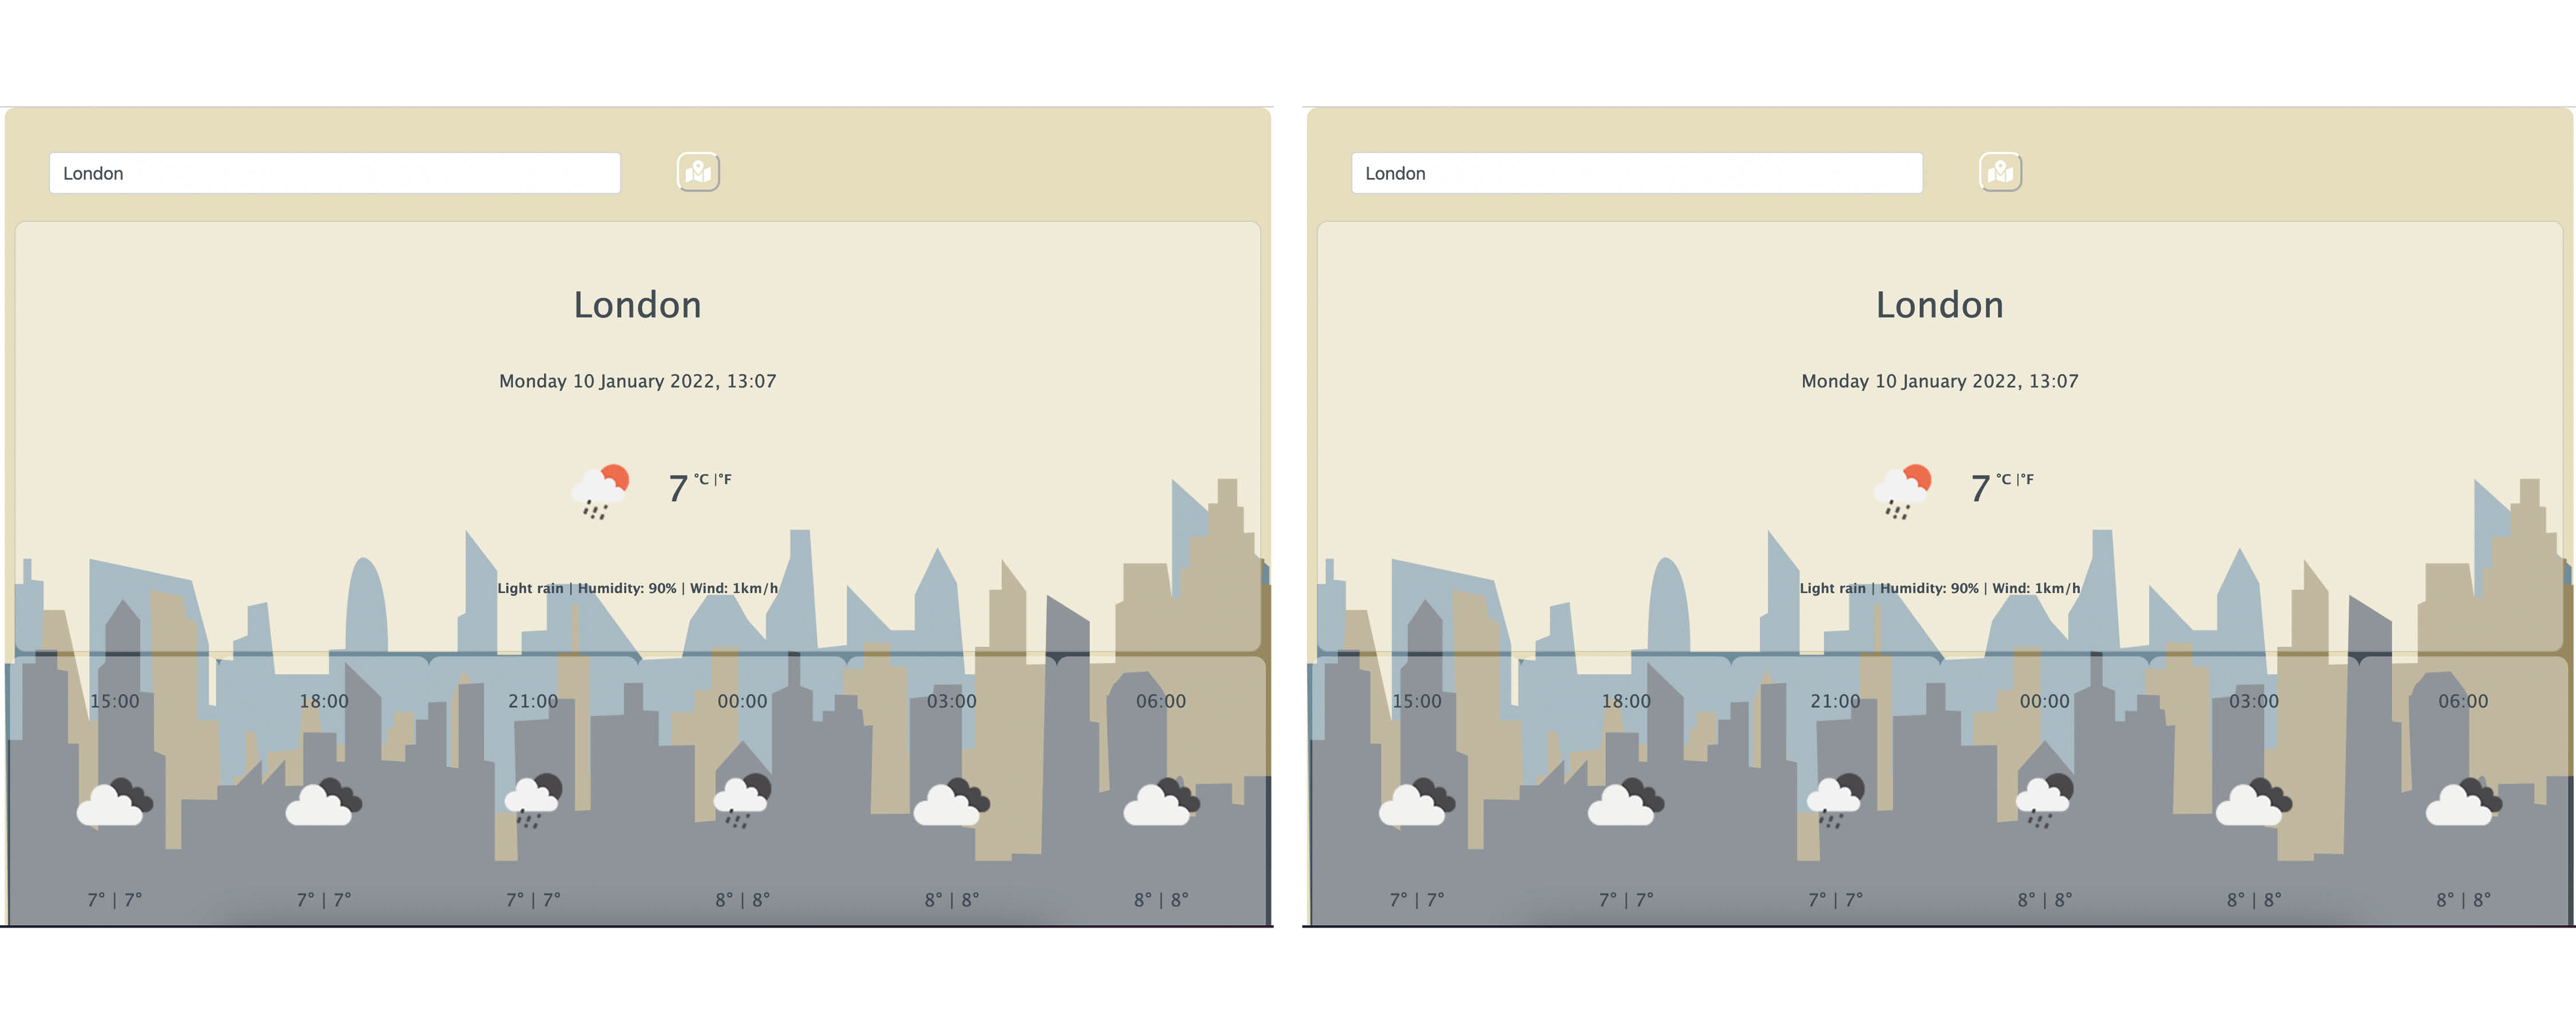 London
London
Monday 10 January 2022, 13:07
7 °C |°F
Light rain | Humidity: 90% | Wind: 1km/h
15:00 18:00 21:00 00:00 03:00 06:00
7° | 7° 7° | 7° 7° | 7° 8° | 8° 8° | 8° 8° | 8°
London
London
Monday 10 January 2022, 13:07
7 °C |°F
Light rain | Humidity: 90% | Wind: 1km/h
15:00 18:00 21:00 00:00 03:00 06:00
7° | 7° 7° | 7° 7° | 7° 8° | 8° 8° | 8° 8° | 8°